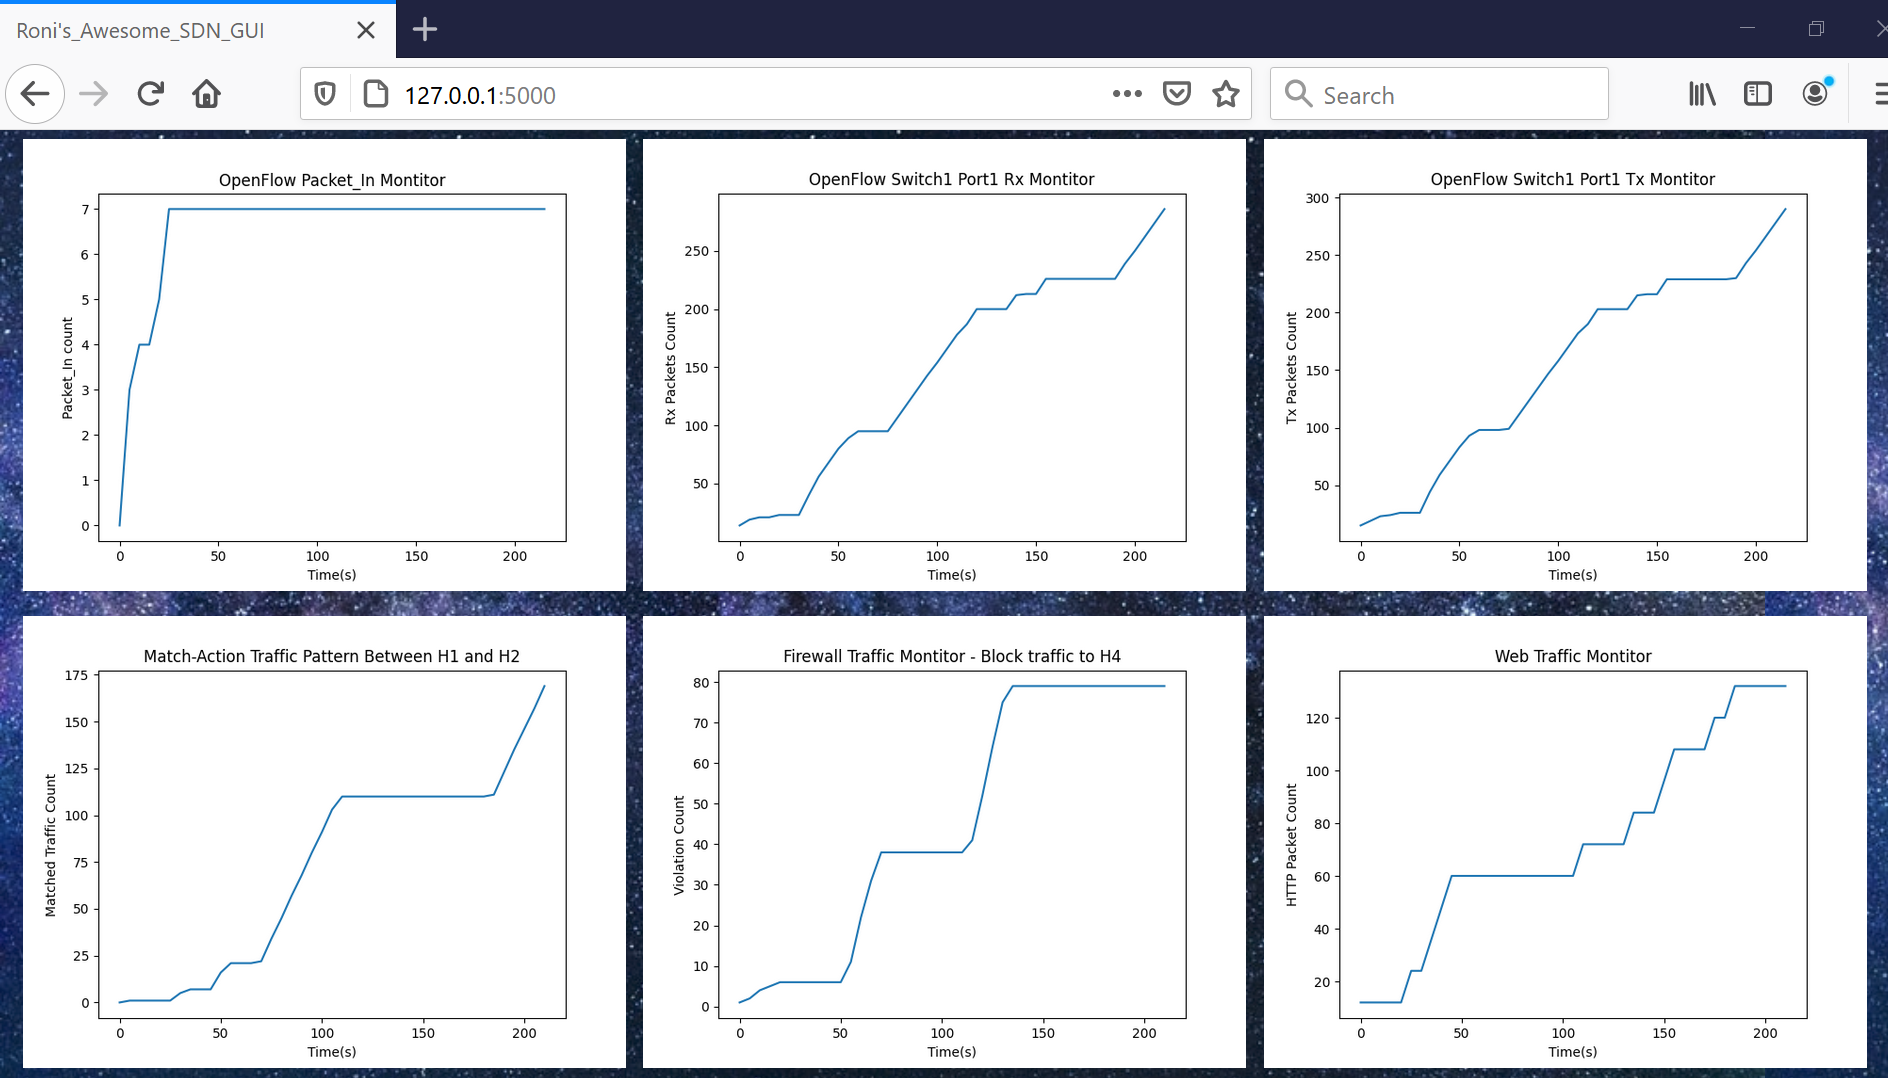 Roni's_Awesome_SDN_GUI
127.0.0.1:5000
Search
OpenFlow Packet_In Montitor
Packet_In count
7
6
5
4
3
2
1
0
0 50 100 150 200
Time(s)
OpenFlow Switch1 Port1 Rx Montitor
Rx Packets Count
250
200
150
100
50
0 50 100 150 200
Time(s)
OpenFlow Switch1 Port1 Tx Montitor
Tx Packets Count
300
250
200
150
100
50
0 50 100 150 200
Time(s)
Match-Action Traffic Pattern Between H1 and H2
Matched Traffic Count
175
150
125
100
75
50
25
0
0 50 100 150 200
Time(s)
Firewall Traffic Montitor - Block traffic to H4
Violation Count
80
70
60
50
40
30
20
10
0
0 50 100 150 200
Time(s)
Web Traffic Montitor
HTTP Packet Count
120
100
80
60
40
20
0 50 100 150 200
Time(s)